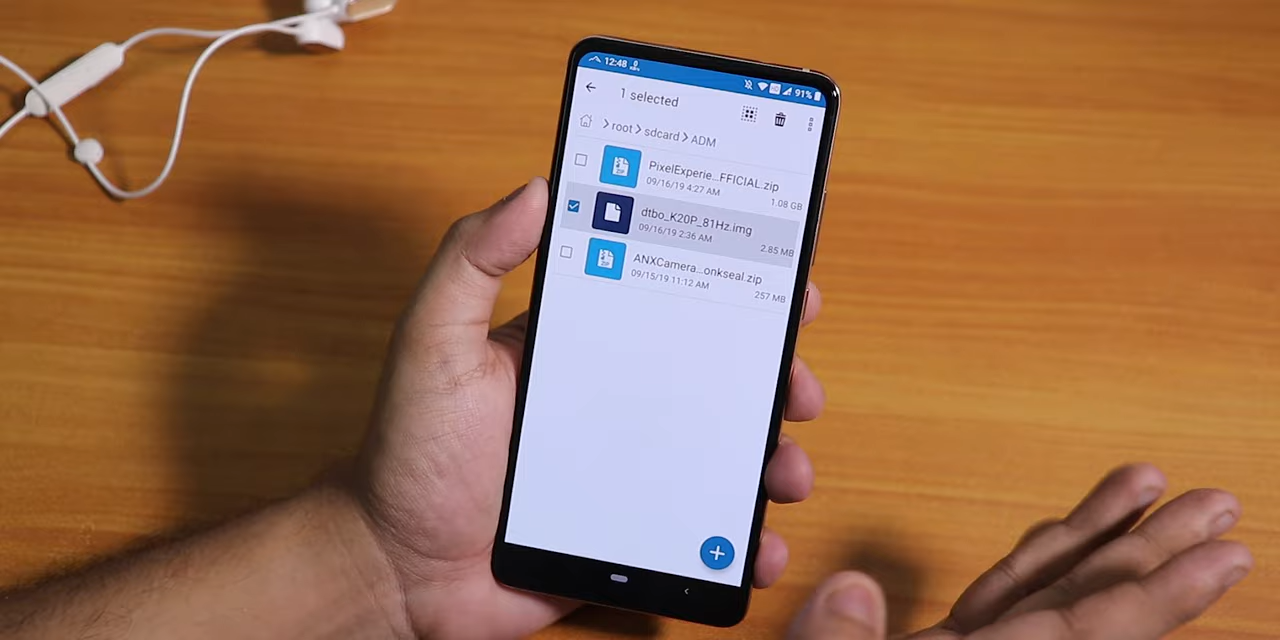 12:48 0 KB/s 91%
1 selected
root sdcard ADM
PixelExperie...FFICIAL.zip
09/16/19 4:27 AM 1.08 GB
dtbo_K20P_81Hz.img
09/16/19 2:36 AM 2.85 MB
ANXCamera...onkseal.zip
09/15/19 11:12 AM 257 MB